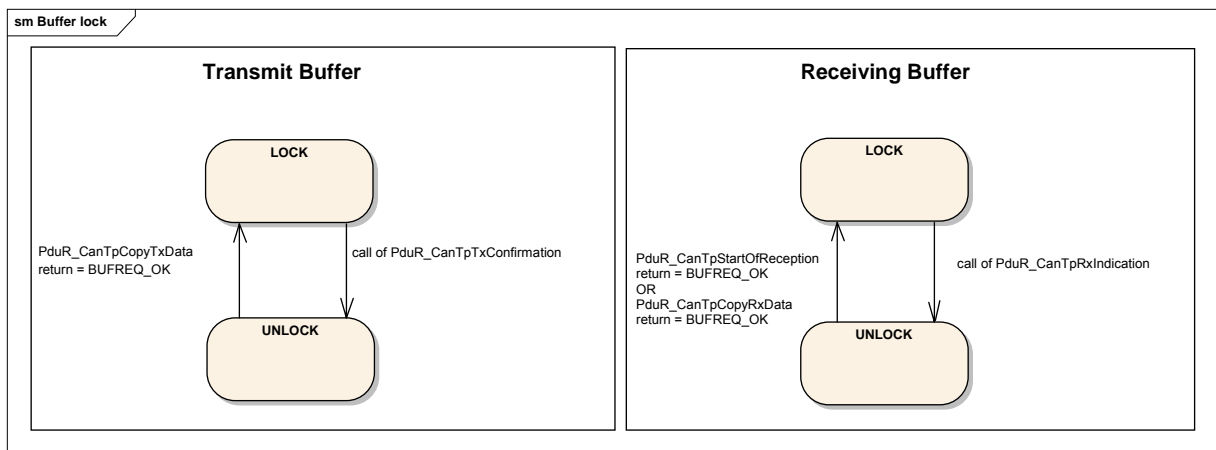 sm Buffer lock
Transmit Buffer
LOCK
PduR_CanTpCopyTxData
return = BUFREQ_OK
call of PduR_CanTpTxConfirmation
UNLOCK
Receiving Buffer
LOCK
PduR_CanTpStartOfReception
return = BUFREQ_OK
OR
PduR_CanTpCopyRxData
return = BUFREQ_OK
call of PduR_CanTpRxIndication
UNLOCK